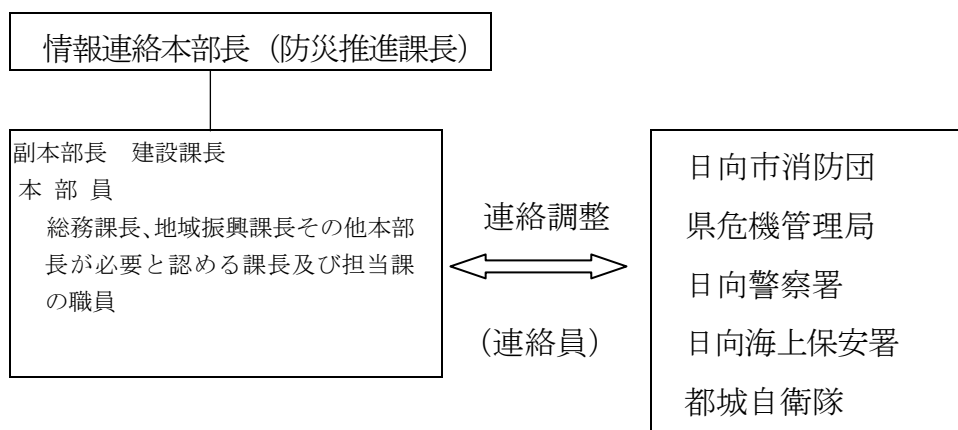 情報連絡本部長（防災推進課長）
副本部長　建設課長
本 部 員
総務課長、地域振興課長その他本部
長が必要と認める課長及び担当課
の職員
連絡調整
（連絡員）
日向市消防団
県危機管理局
日向警察署
日向海上保安署
都城自衛隊